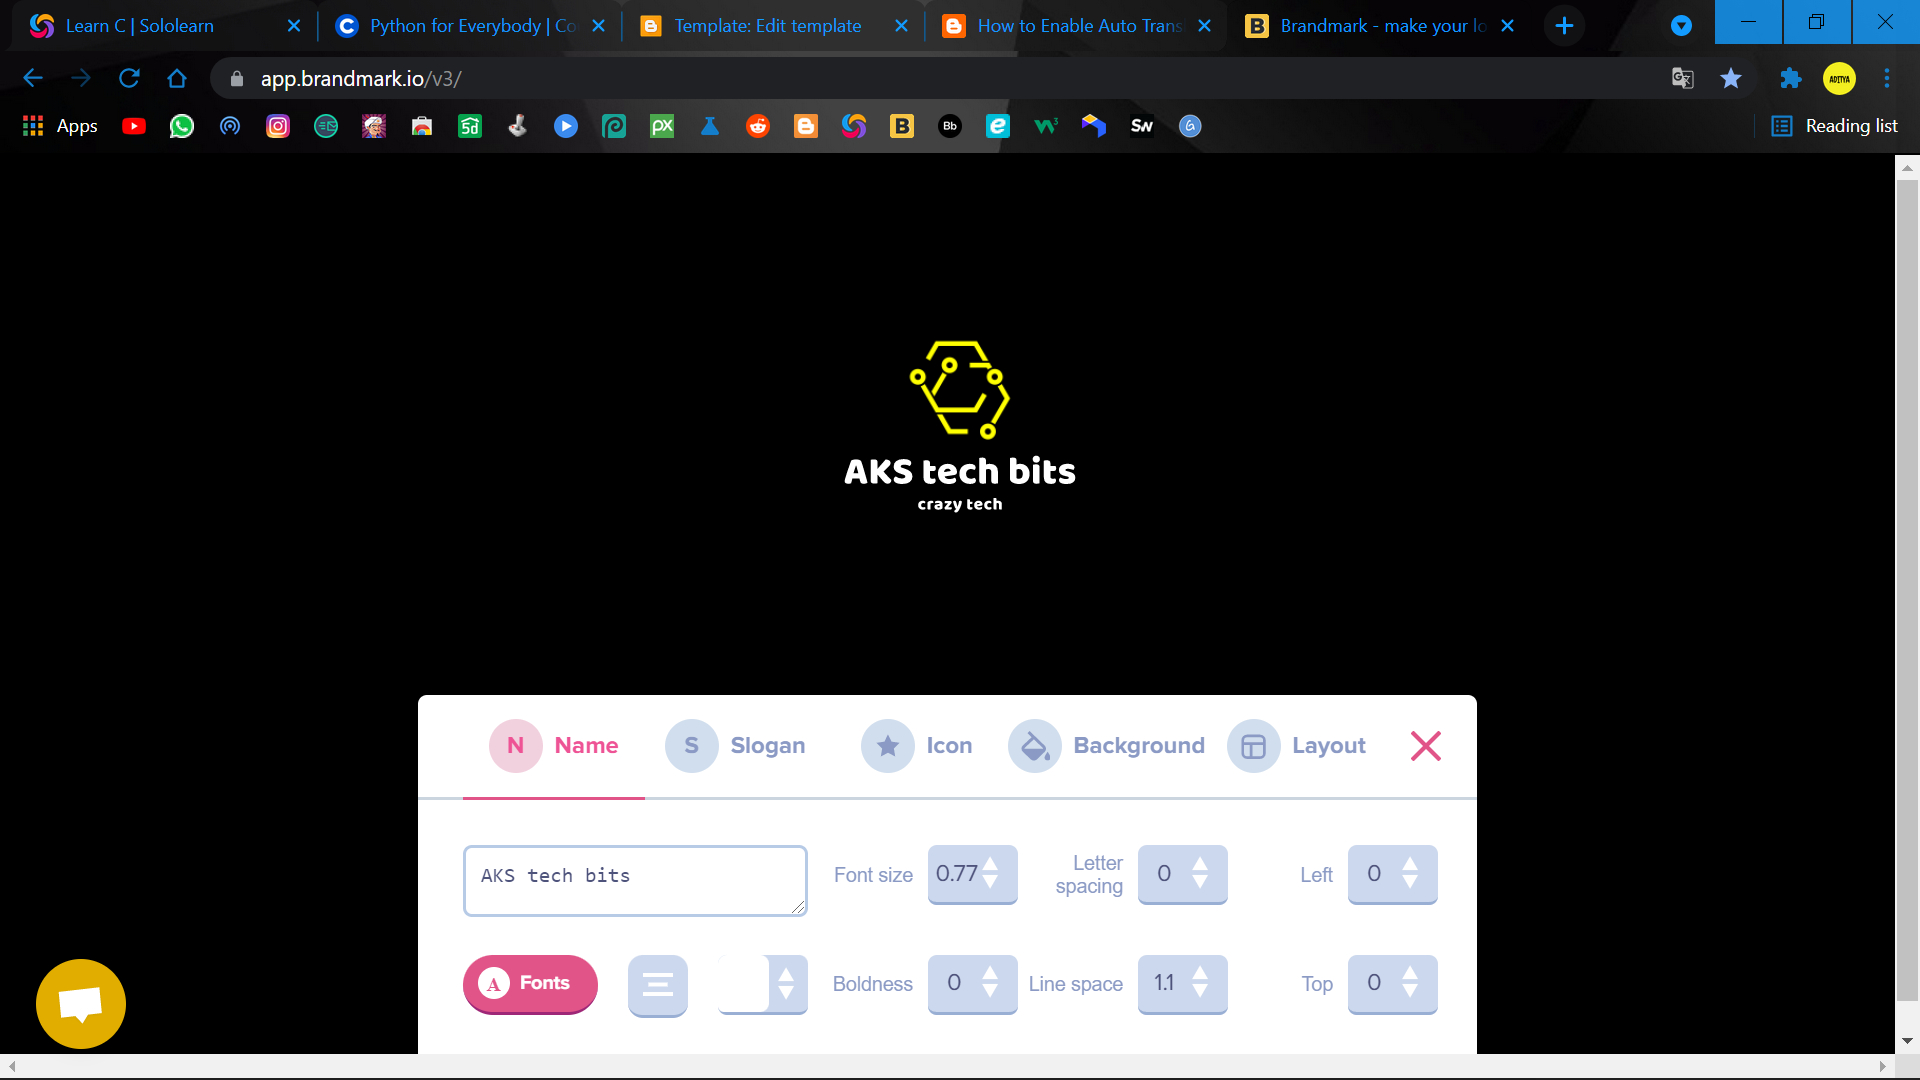 Learn C | Sololearn
Python for Everybody | Co
Template: Edit template
How to Enable Auto Trans
Brandmark - make your lo
app.brandmark.io/v3/
ADITYA
Apps
Reading list
AKS tech bits
crazy tech
N Name
S Slogan
Icon
Background
Layout
AKS tech bits
Font size 0.77
Letter spacing 0
Left 0
A Fonts
Boldness 0
Line space 1.1
Top 0